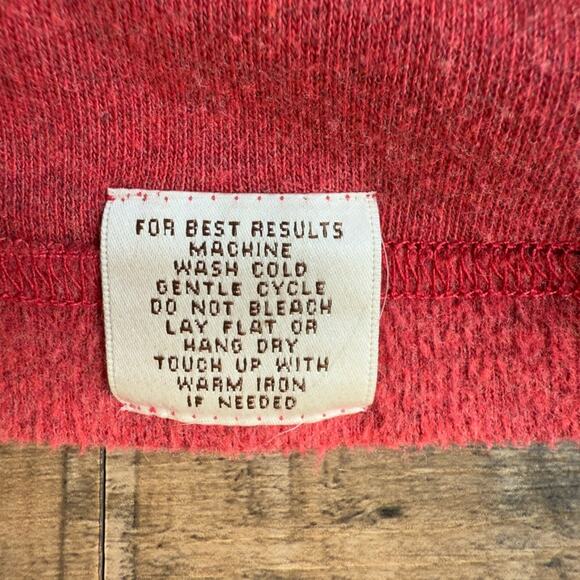 FOR BEST RESULTS
MACHINE
WASH COLD
GENTLE CYCLE
DO NOT BLEACH
LAY FLAT OR
HANG DRY
TOUCH UP WITH
WARM IRON
IF NEEDED